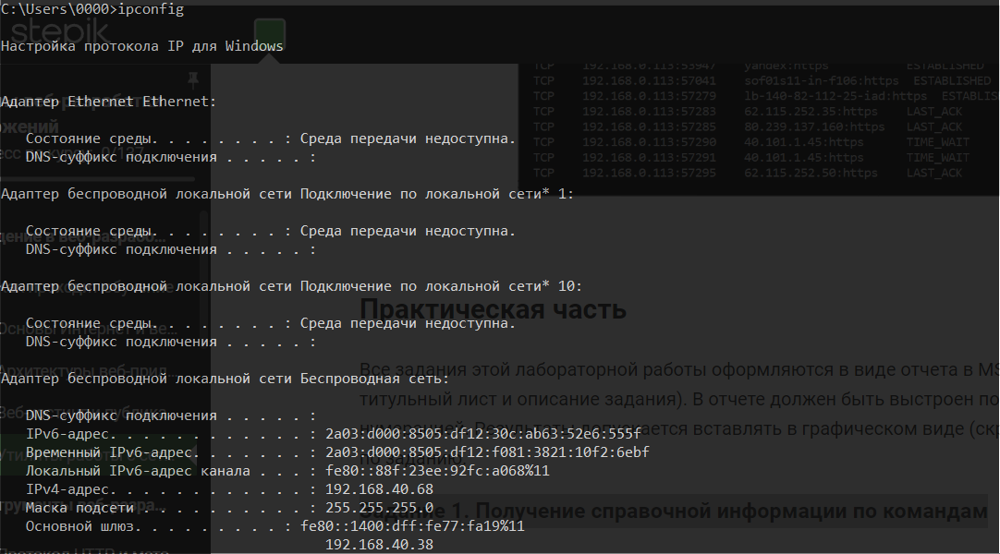 C:\Users\0000>ipconfig
stepik
Настройка протокола IP для Windows
TCP 192.168.0.113:53947 yandex:https ESTABLISHED
TCP 192.168.0.113:57041 sof01s11-in-f106:https ESTABLISHED
TCP 192.168.0.113:57279 lb-140-82-112-25-iad:https ESTABLIS
TCP 192.168.0.113:57283 62.115.252.35:https LAST_ACK
TCP 192.168.0.113:57285 80.239.137.160:https LAST_ACK
TCP 192.168.0.113:57290 40.101.1.45:https TIME_WAIT
TCP 192.168.0.113:57291 40.101.1.45:https TIME_WAIT
TCP 192.168.0.113:57295 62.115.252.50:https LAST_ACK
Адаптер Ethernet Ethernet:
Состояние среды. . . . . . . . : Среда передачи недоступна.
DNS-суффикс подключения . . . . . :
Адаптер беспроводной локальной сети Подключение по локальной сети* 1:
Состояние среды. . . . . . . . : Среда передачи недоступна.
DNS-суффикс подключения . . . . . :
Адаптер беспроводной локальной сети Подключение по локальной сети* 10:
Практическая часть
Состояние среды. . . . . . . . : Среда передачи недоступна.
DNS-суффикс подключения . . . . . :
Все задания этой лабораторной работы оформляются в виде отчета в MS
Адаптер беспроводной локальной сети Беспроводная сеть:
титульный лист и описание задания). В отчете должен быть выстроен по
DNS-суффикс подключения . . . . . :
нумерацией. Результаты допускается вставлять в графическом виде (скр
IPv6-адрес. . . . . . . . . . . . : 2a03:d000:8505:df12:30c:ab63:52e6:555f
Временный IPv6-адрес. . . . . . . : 2a03:d000:8505:df12:f081:3821:10f2:6ebf
по заданию.
Локальный IPv6-адрес канала . . . : fe80::88f:23ee:92fc:a068%11
IPv4-адрес. . . . . . . . . . . . : 192.168.40.68
Маска подсети . . . . . . . . . . : 255.255.255.0
1. Получение справочной информации по командам
Основной шлюз. . . . . . . . . : fe80::1400:dff:fe77:fa19%11
192.168.40.38